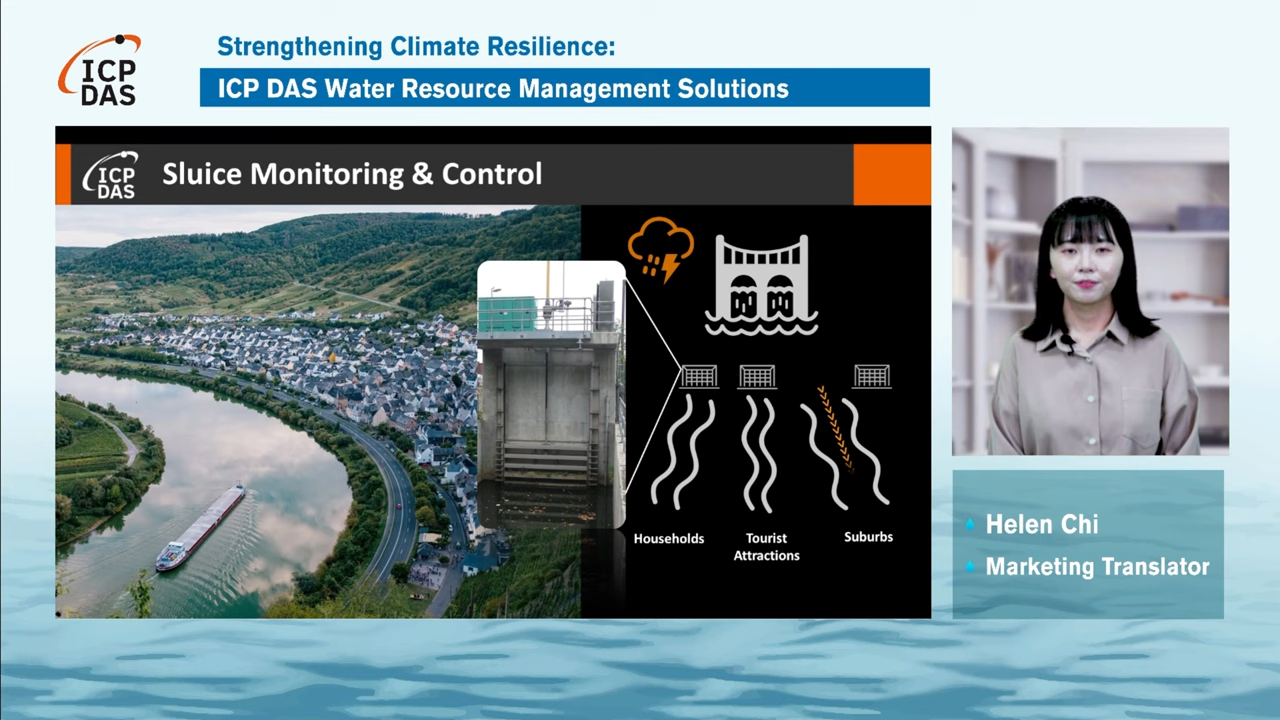 ICP
DAS
Strengthening Climate Resilience:
ICP DAS Water Resource Management Solutions
ICP
DAS
Sluice Monitoring & Control
Households
Tourist
Attractions
Suburbs
Helen Chi
Marketing Translator